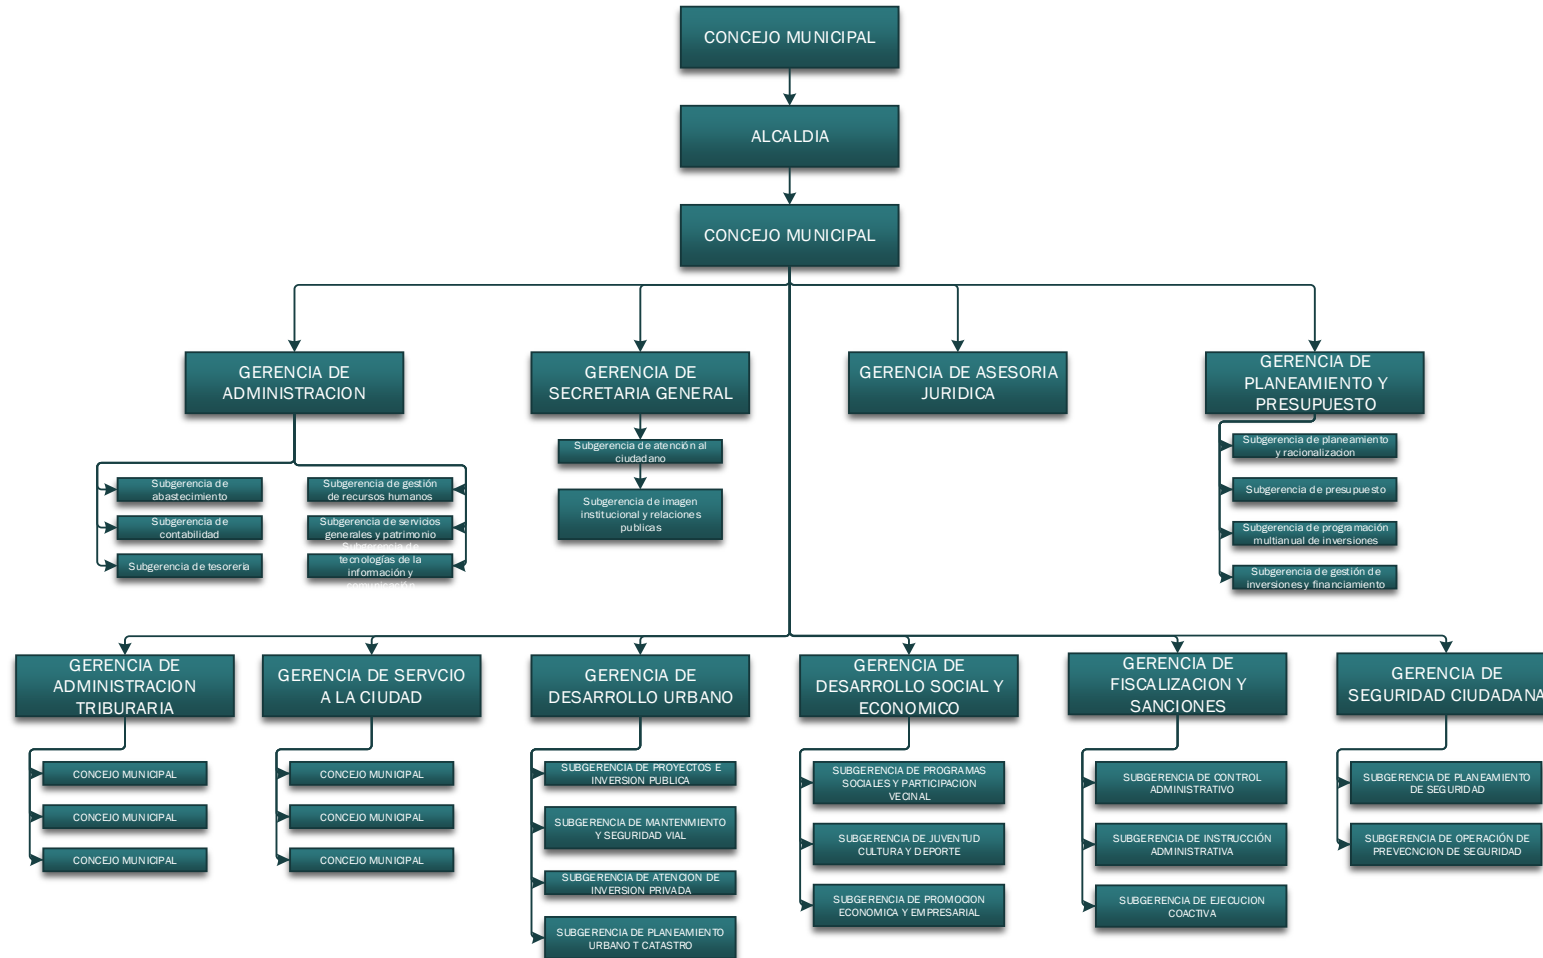 CONCEJO MUNICIPAL
ALCALDIA
CONCEJO MUNICIPAL
GERENCIA DE
ADMINISTRACION
GERENCIA DE
SECRETARIA GENERAL
GERENCIA DE ASESORIA
JURIDICA
GERENCIA DE
PLANEAMIENTO Y
PRESUPUESTO
Subgerencia de
abastecimiento
Subgerencia de
contabilidad
Subgerencia de tesoreria
Subgerencia de gestión
de recursos humanos
Subgerencia de servicios
generales y patrimonio
Subgerencia de
tecnologías de la
información y
comunicación
Subgerencia de atención al
ciudadano
Subgerencia de imagen
institucional y relaciones
publicas
Subgerencia de planeamiento
y racionalizacion
Subgerencia de presupuesto
Subgerencia de programación
multianual de inversiones
Subgerencia de gestión de
inversiones y financiamiento
GERENCIA DE
ADMINISTRACION
TRIBURARIA
GERENCIA DE SERVCIO
A LA CIUDAD
GERENCIA DE
DESARROLLO URBANO
GERENCIA DE
DESARROLLO SOCIAL Y
ECONOMICO
GERENCIA DE
FISCALIZACION Y
SANCIONES
GERENCIA DE
SEGURIDAD CIUDADANA
CONCEJO MUNICIPAL
CONCEJO MUNICIPAL
CONCEJO MUNICIPAL
CONCEJO MUNICIPAL
CONCEJO MUNICIPAL
CONCEJO MUNICIPAL
SUBGERENCIA DE PROYECTOS E
INVERSION PUBLICA
SUBGERENCIA DE MANTENMIENTO
Y SEGURIDAD VIAL
SUBGERENCIA DE ATENCION DE
INVERSION PRIVADA
SUBGERENCIA DE PLANEAMIENTO
URBANO T CATASTRO
SUBGERENCIA DE PROGRAMAS
SOCIALES Y PARTICIPACION
VECINAL
SUBGERENCIA DE JUVENTUD
CULTURA Y DEPORTE
SUBGERENCIA DE PROMOCION
ECONOMICA Y EMPRESARIAL
SUBGERENCIA DE CONTROL
ADMINISTRATIVO
SUBGERENCIA DE INSTRUCCIÓN
ADMINISTRATIVA
SUBGERENCIA DE EJECUCION
COACTIVA
SUBGERENCIA DE PLANEAMIENTO
DE SEGURIDAD
SUBGERENCIA DE OPERACIÓN DE
PREVECNCION DE SEGURIDAD